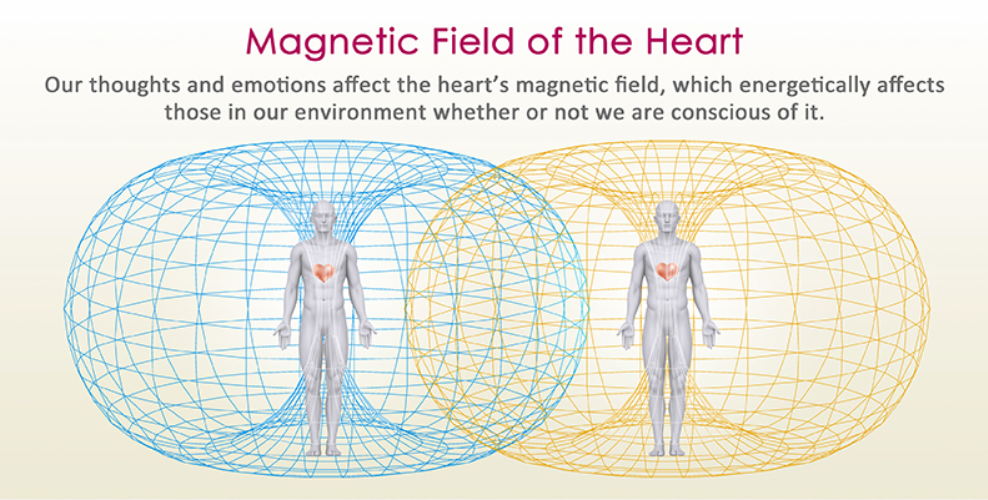 Magnetic Field of the Heart
Our thoughts and emotions affect the heart’s magnetic field, which energetically affects
those in our environment whether or not we are conscious of it.